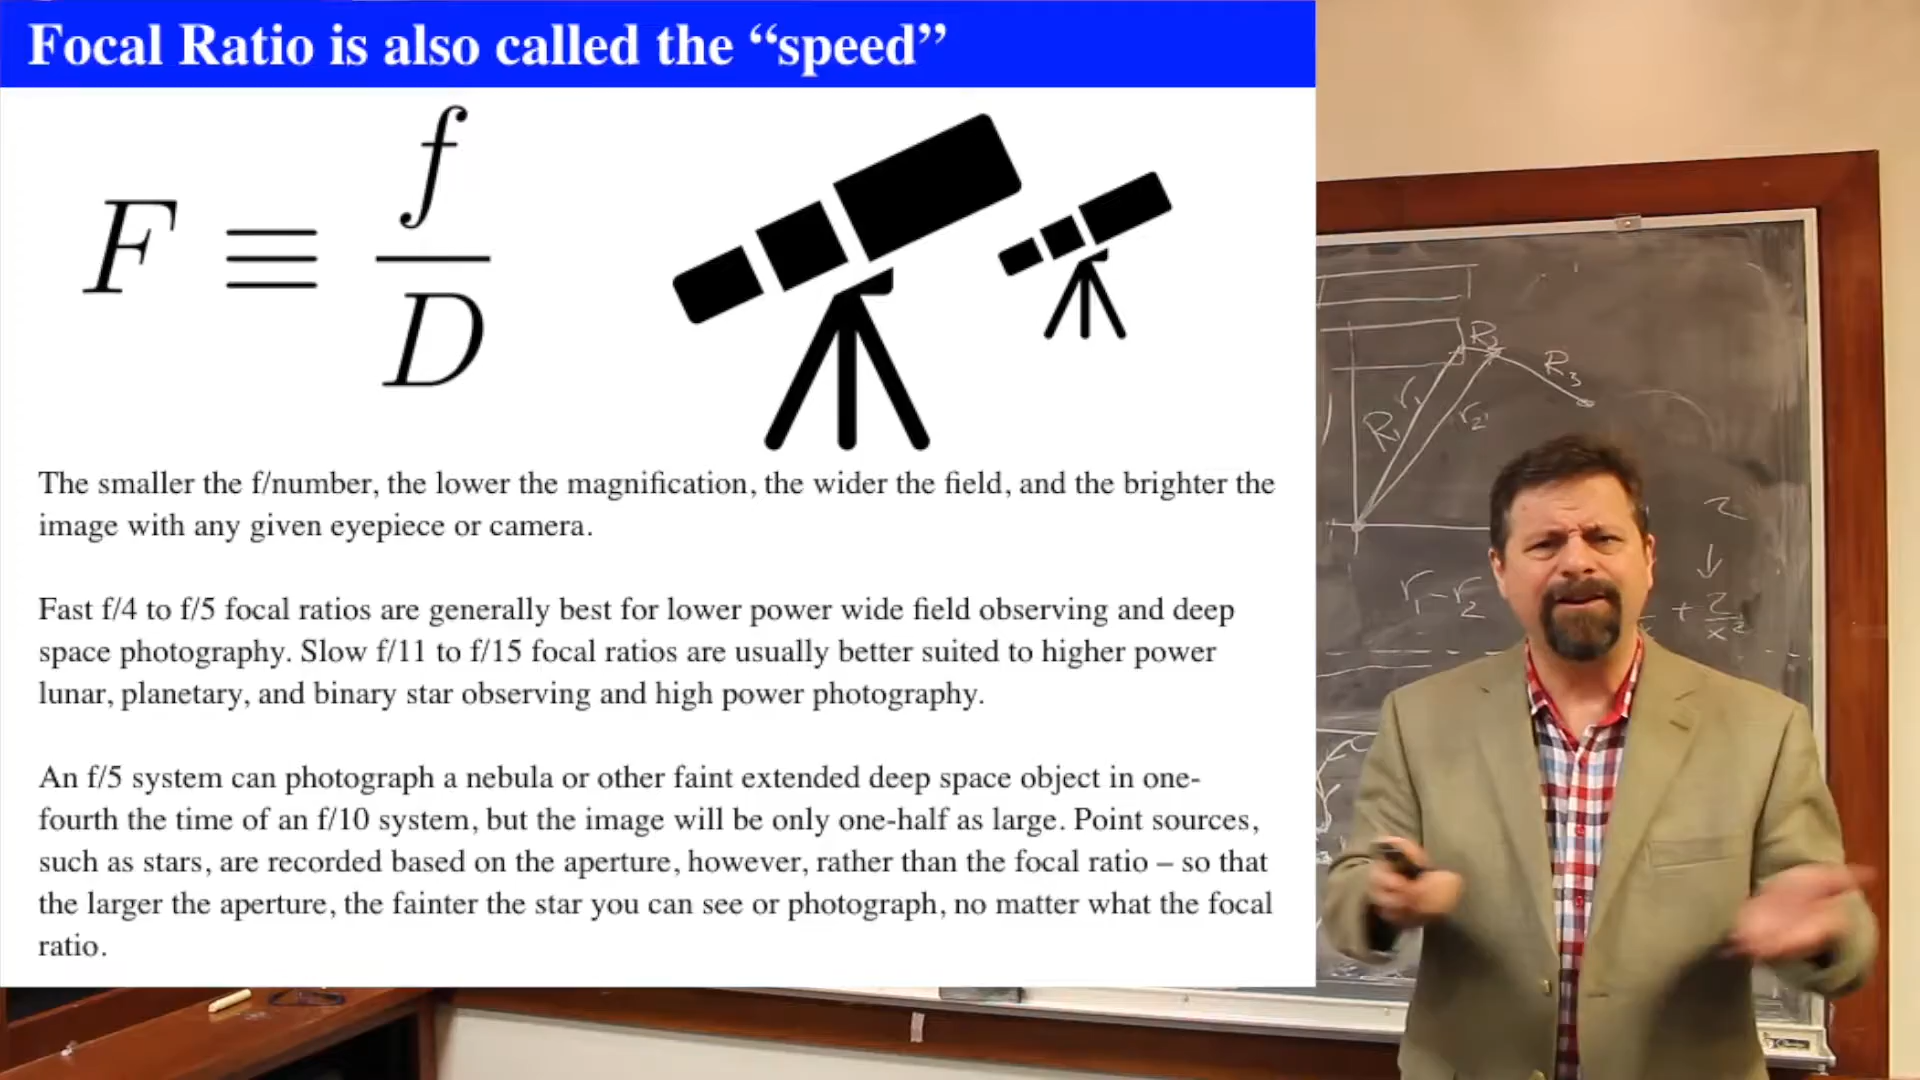 Focal Ratio is also called the “speed”
F ≡ f/D
The smaller the f/number, the lower the magnification, the wider the field, and the brighter the
image with any given eyepiece or camera.
Fast f/4 to f/5 focal ratios are generally best for lower power wide field observing and deep
space photography. Slow f/11 to f/15 focal ratios are usually better suited to higher power
lunar, planetary, and binary star observing and high power photography.
An f/5 system can photograph a nebula or other faint extended deep space object in one-
fourth the time of an f/10 system, but the image will be only one-half as large. Point sources,
such as stars, are recorded based on the aperture, however, rather than the focal ratio – so that
the larger the aperture, the fainter the star you can see or photograph, no matter what the focal
ratio.
R₂
R₃
r₁
R₁
r₂
r₁-r₂